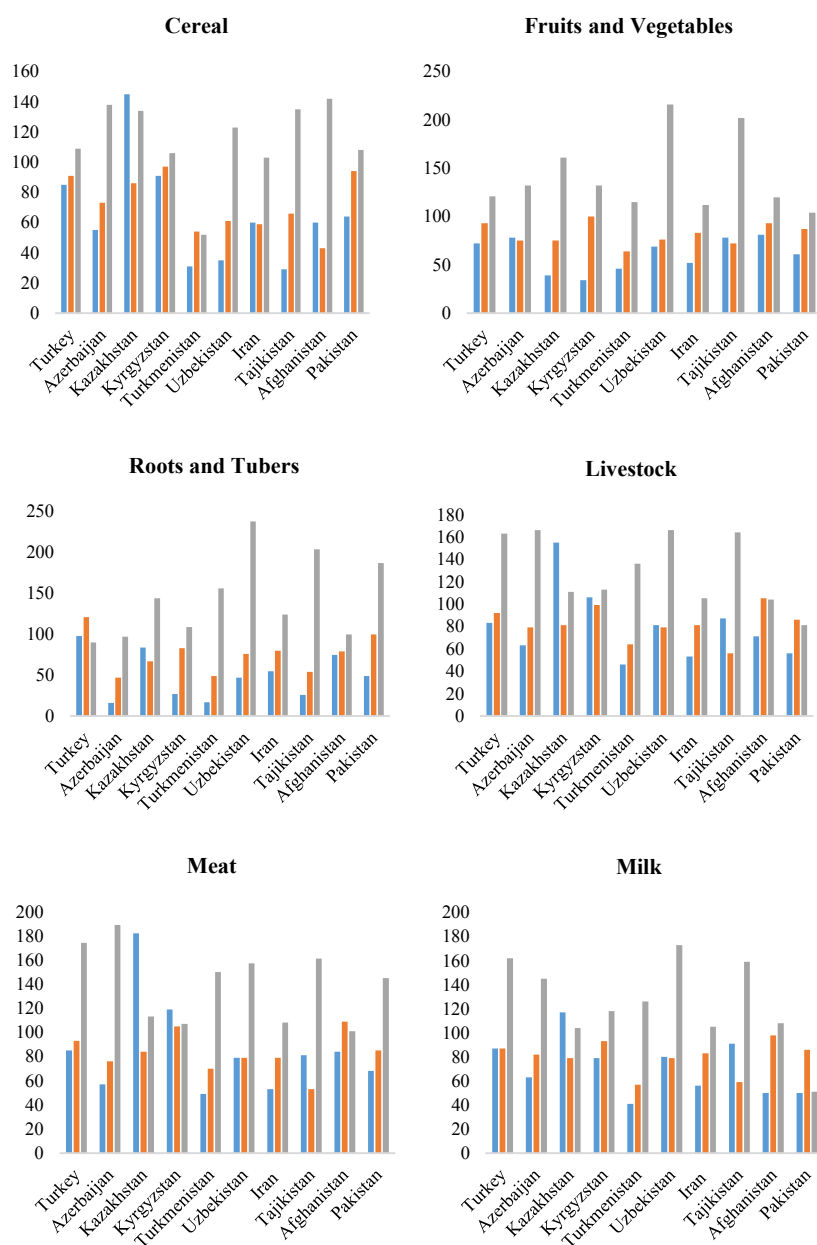 Cereal
160
140
120
100
80
60
40
20
0
Turkey
Azerbaijan
Kazakhstan
Kyrgyzstan
Turkmenistan
Uzbekistan
Iran
Tajikistan
Afghanistan
Pakistan
Fruits and Vegetables
250
200
150
100
50
0
Turkey
Azerbaijan
Kazakhstan
Kyrgyzstan
Turkmenistan
Uzbekistan
Iran
Tajikistan
Afghanistan
Pakistan
Roots and Tubers
250
200
150
100
50
0
Turkey
Azerbaijan
Kazakhstan
Kyrgyzstan
Turkmenistan
Uzbekistan
Iran
Tajikistan
Afghanistan
Pakistan
Livestock
180
160
140
120
100
80
60
40
20
0
Turkey
Azerbaijan
Kazakhstan
Kyrgyzstan
Turkmenistan
Uzbekistan
Iran
Tajikistan
Afghanistan
Pakistan
Meat
200
180
160
140
120
100
80
60
40
20
0
Turkey
Azerbaijan
Kazakhstan
Kyrgyzstan
Turkmenistan
Uzbekistan
Iran
Tajikistan
Afghanistan
Pakistan
Milk
200
180
160
140
120
100
80
60
40
20
0
Turkey
Azerbaijan
Kazakhstan
Kyrgyzstan
Turkmenistan
Uzbekistan
Iran
Tajikistan
Afghanistan
Pakistan